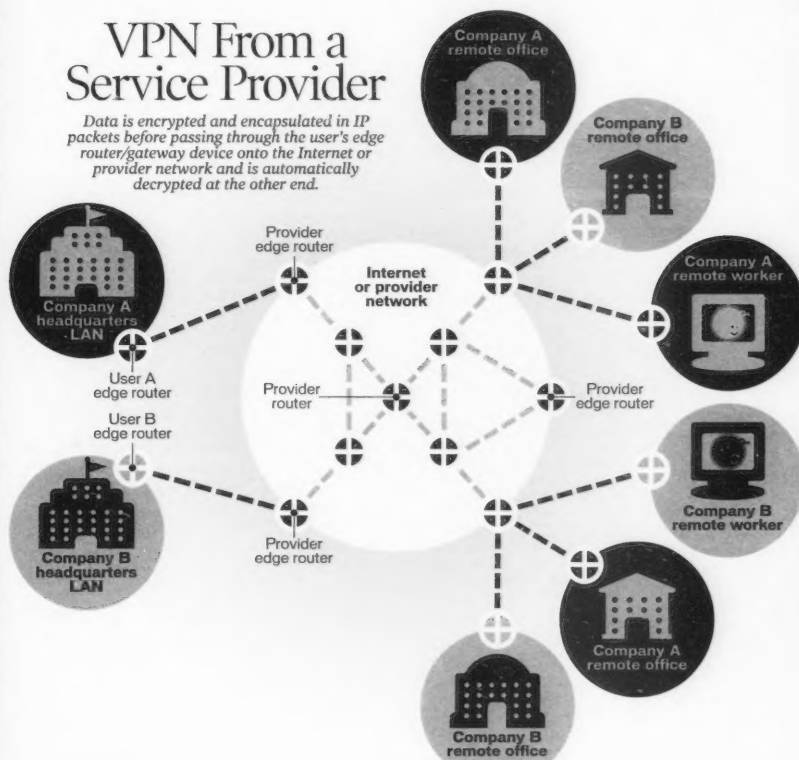 VPN From a
Service Provider
Data is encrypted and encapsulated in IP
packets before passing through the user's edge
router/gateway device onto the Internet or
provider network and is automatically
decrypted at the other end.
Company A
remote office
Company B
remote office
Company A
remote worker
Provider
edge router
Internet
or provider
network
Company A
headquarters
LAN
User A
edge router
Provider
router
Provider
edge router
User B
edge router
Company B
headquarters
LAN
Provider
edge router
Company B
remote worker
Company A
remote office
Company B
remote office